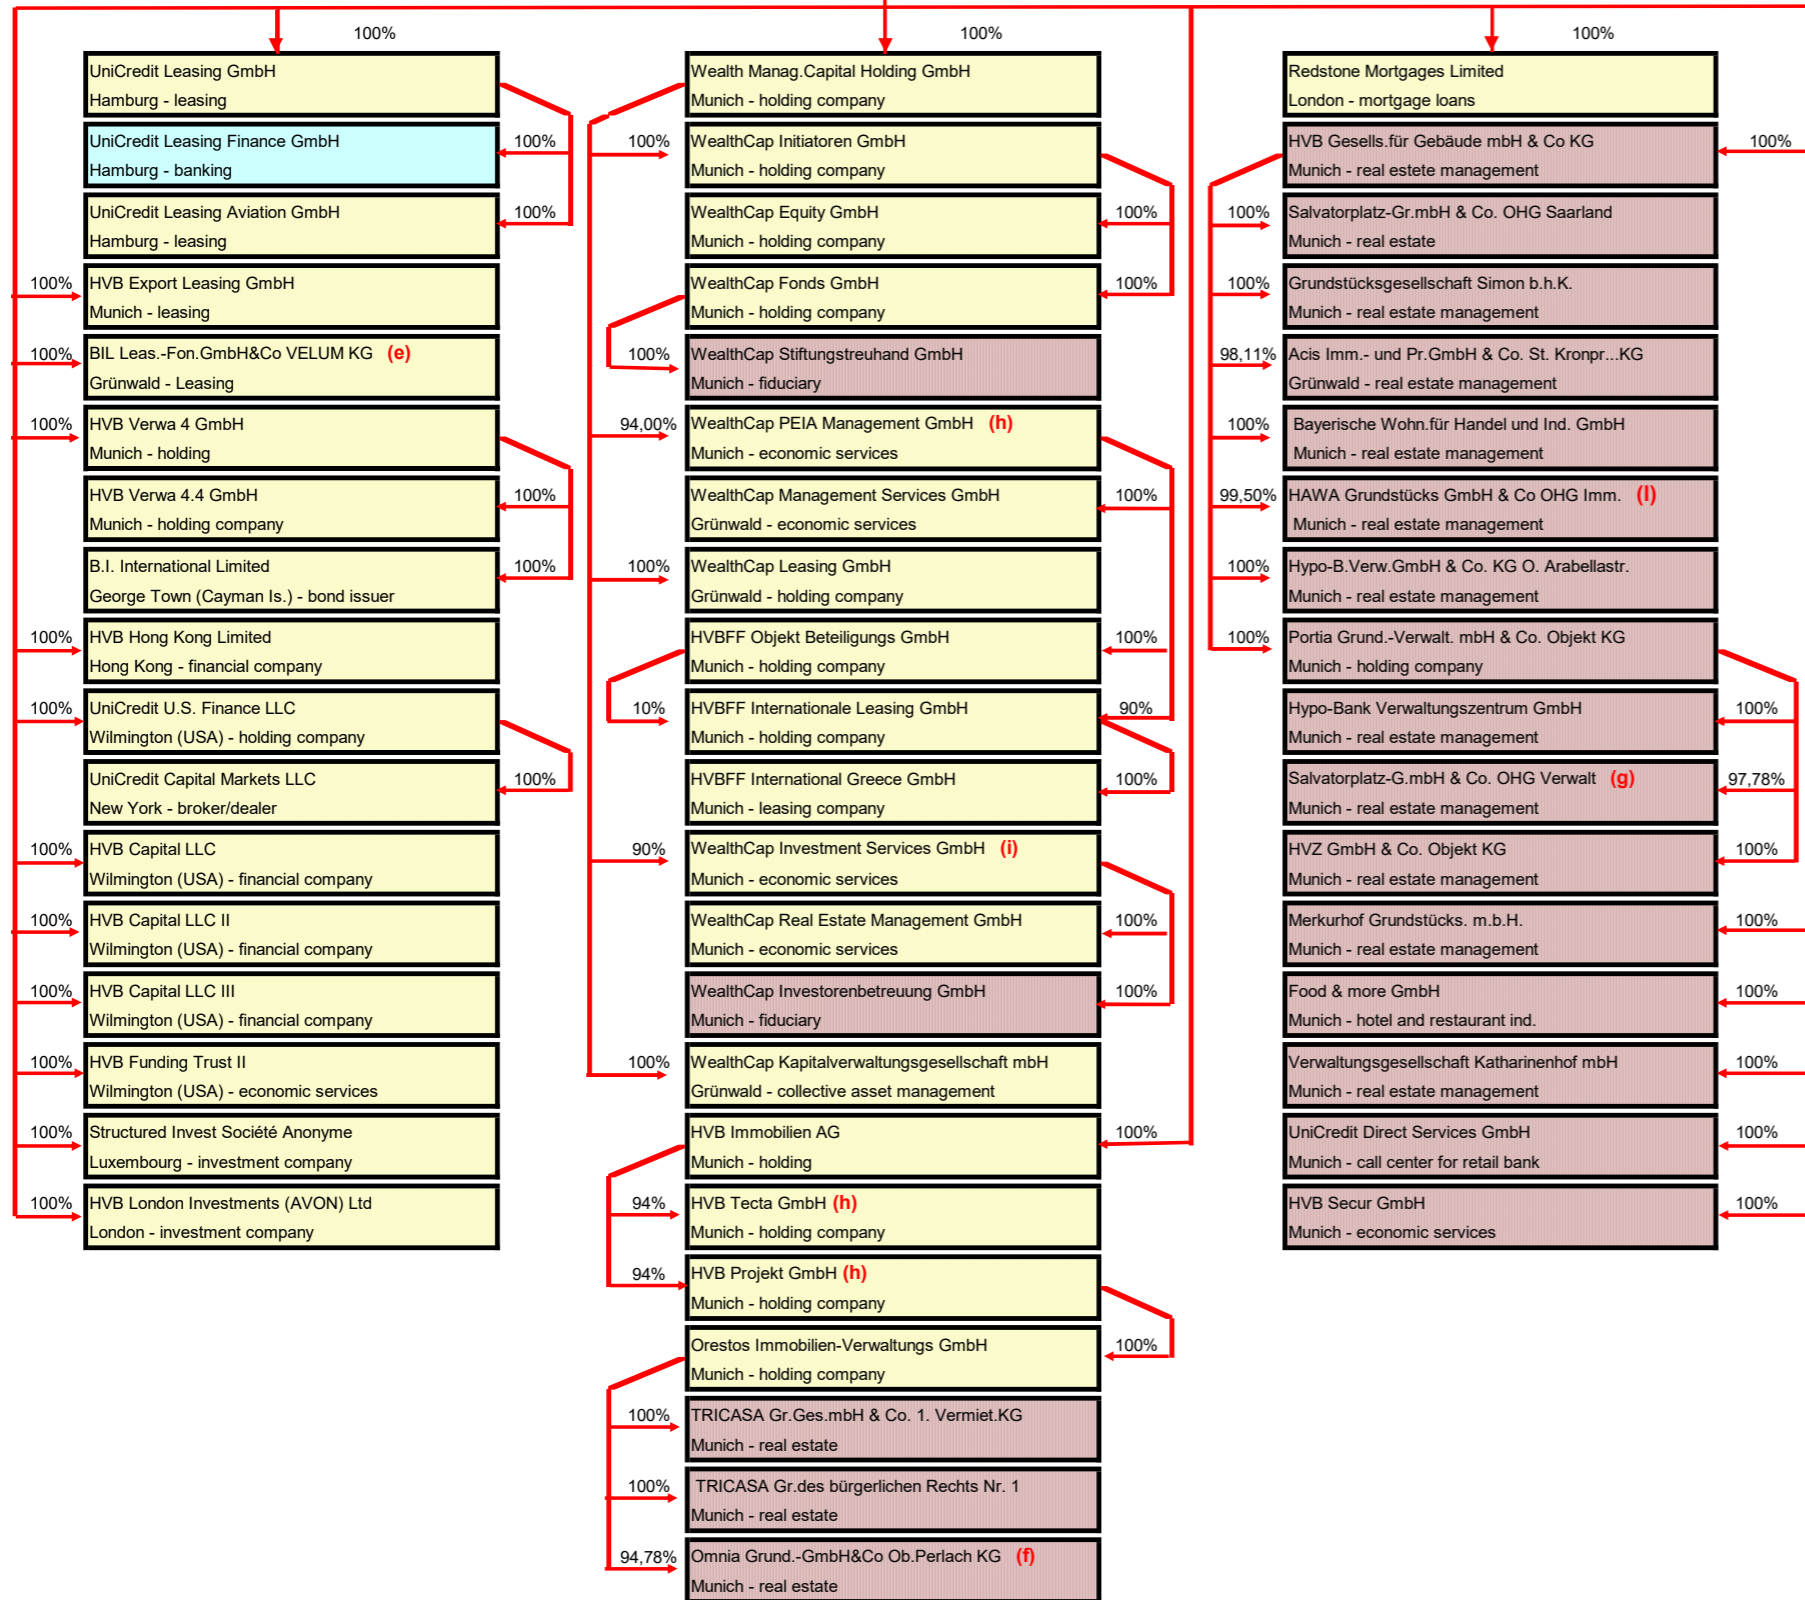 100%
UniCredit Leasing GmbH
Hamburg - leasing
UniCredit Leasing Finance GmbH
Hamburg - banking
100%
UniCredit Leasing Aviation GmbH
Hamburg - leasing
100%
100%
HVB Export Leasing GmbH
Munich - leasing
100%
BIL Leas.-Fon.GmbH&Co VELUM KG (e)
Grünwald - Leasing
100%
HVB Verwa 4 GmbH
Munich - holding
HVB Verwa 4.4 GmbH
Munich - holding company
100%
B.I. International Limited
George Town (Cayman Is.) - bond issuer
100%
100%
HVB Hong Kong Limited
Hong Kong - financial company
100%
UniCredit U.S. Finance LLC
Wilmington (USA) - holding company
UniCredit Capital Markets LLC
New York - broker/dealer
100%
100%
HVB Capital LLC
Wilmington (USA) - financial company
100%
HVB Capital LLC II
Wilmington (USA) - financial company
100%
HVB Capital LLC III
Wilmington (USA) - financial company
100%
HVB Funding Trust II
Wilmington (USA) - economic services
100%
Structured Invest Société Anonyme
Luxembourg - investment company
100%
HVB London Investments (AVON) Ltd
London - investment company
100%
Wealth Manag.Capital Holding GmbH
Munich - holding company
100%
WealthCap Initiatoren GmbH
Munich - holding company
WealthCap Equity GmbH
Munich - holding company
100%
WealthCap Fonds GmbH
Munich - holding company
100%
100%
WealthCap Stiftungstreuhand GmbH
Munich - fiduciary
94,00%
WealthCap PEIA Management GmbH (h)
Munich - economic services
WealthCap Management Services GmbH
Grünwald - economic services
100%
100%
WealthCap Leasing GmbH
Grünwald - holding company
HVBFF Objekt Beteiligungs GmbH
Munich - holding company
100%
10%
HVBFF Internationale Leasing GmbH
Munich - holding company
90%
HVBFF International Greece GmbH
Munich - leasing company
100%
90%
WealthCap Investment Services GmbH (i)
Munich - economic services
WealthCap Real Estate Management GmbH
Munich - economic services
100%
WealthCap Investorenbetreuung GmbH
Munich - fiduciary
100%
100%
WealthCap Kapitalverwaltungsgesellschaft mbH
Grünwald - collective asset management
HVB Immobilien AG
Munich - holding
100%
94%
HVB Tecta GmbH (h)
Munich - holding company
94%
HVB Projekt GmbH (h)
Munich - holding company
Orestos Immobilien-Verwaltungs GmbH
Munich - holding company
100%
100%
TRICASA Gr.Ges.mbH & Co. 1. Vermiet.KG
Munich - real estate
100%
TRICASA Gr.des bürgerlichen Rechts Nr. 1
Munich - real estate
94,78%
Omnia Grund.-GmbH&Co Ob.Perlach KG (f)
Munich - real estate
100%
Redstone Mortgages Limited
London - mortgage loans
HVB Gesells.für Gebäude mbH & Co KG
Munich - real estete management
100%
100%
Salvatorplatz-Gr.mbH & Co. OHG Saarland
Munich - real estate
100%
Grundstücksgesellschaft Simon b.h.K.
Munich - real estate management
98,11%
Acis Imm.- und Pr.GmbH & Co. St. Kronpr...KG
Grünwald - real estate management
100%
Bayerische Wohn.für Handel und Ind. GmbH
Munich - real estate management
99,50%
HAWA Grundstücks GmbH & Co OHG Imm. (l)
Munich - real estate management
100%
Hypo-B.Verw.GmbH & Co. KG O. Arabellastr.
Munich - real estate management
100%
Portia Grund.-Verwalt. mbH & Co. Objekt KG
Munich - holding company
Hypo-Bank Verwaltungszentrum GmbH
Munich - real estate management
100%
Salvatorplatz-G.mbH & Co. OHG Verwalt (g)
Munich - real estate management
97,78%
HVZ GmbH & Co. Objekt KG
Munich - real estate management
100%
Merkurhof Grundstücks. m.b.H.
Munich - real estate management
100%
Food & more GmbH
Munich - hotel and restaurant ind.
100%
Verwaltungsgesellschaft Katharinenhof mbH
Munich - real estate management
100%
UniCredit Direct Services GmbH
Munich - call center for retail bank
100%
HVB Secur GmbH
Munich - economic services
100%